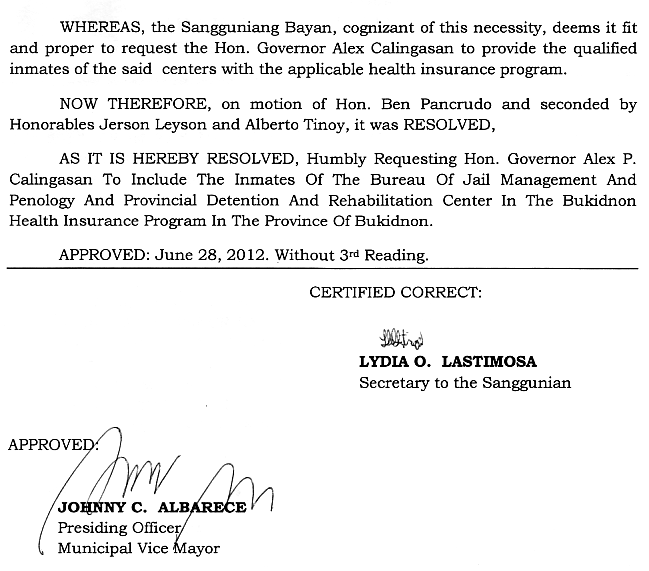 WHEREAS, the Sangguniang Bayan, cognizant of this necessity, deems it fit
and proper to request the Hon. Governor Alex Calingasan to provide the qualified
inmates of the said centers with the applicable health insurance program.
NOW THEREFORE, on motion of Hon. Ben Pancrudo and seconded by
Honorables Jerson Leyson and Alberto Tinoy, it was RESOLVED,
AS IT IS HEREBY RESOLVED, Humbly Requesting Hon. Governor Alex P.
Calingasan To Include The Inmates Of The Bureau Of Jail Management And
Penology And Provincial Detention And Rehabilitation Center In The Bukidnon
Health Insurance Program In The Province Of Bukidnon.
APPROVED: June 28, 2012. Without 3rd Reading.
CERTIFIED CORRECT:
LYDIA O. LASTIMOSA
Secretary to the Sanggunian
APPROVED:
JOHNNY C. ALBARECE
Presiding Officer
Municipal Vice Mayor